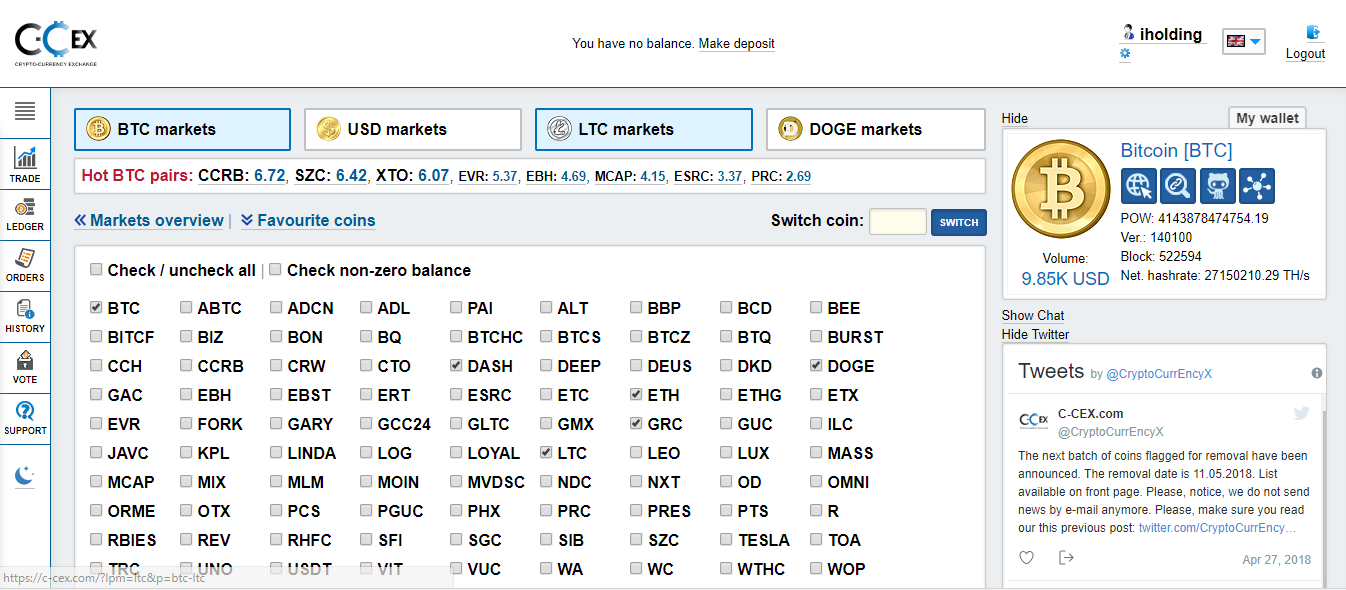 C-CEX
CRYPTO-CURRENCY EXCHANGE
You have no balance. Make deposit
iholding
Logout
BTC markets
USD markets
LTC markets
DOGE markets
Hot BTC pairs: CCRB: 6.72, SZC: 6.42, XTO: 6.07, EVR: 5.37, EBH: 4.69, MCAP: 4.15, ESRC: 3.37, PRC: 2.69
« Markets overview | Favourite coins
Switch coin: SWITCH
Check / uncheck all | Check non-zero balance
BTC ABTC ADCN ADL PAI ALT BBP BCD BEE
BITCF BIZ BON BQ BTCHC BTCS BTCZ BTQ BURST
CCH CCRB CRW CTO DASH DEEP DEUS DKD DOGE
GAC EBH EBST ERT ESRC ETC ETH ETHG ETX
EVR FORK GARY GCC24 GLTC GMX GRC GUC ILC
JAVC KPL LINDA LOG LOYAL LTC LEO LUX MASS
MCAP MIX MLM MOIN MVDSC NDC NXT OD OMNI
ORME OTX PCS PGUC PHX PRC PRES PTS R
RBIES REV RHFC SFI SGC SIB SZC TESLA TOA
TRC UNO USDT VIT VUC WA WC WTHC WOP
https://c-cex.com/?lpm=ltc&p=btc-ltc
TRADE
LEDGER
ORDERS
HISTORY
VOTE
SUPPORT
Hide
My wallet
Bitcoin [BTC]
POW: 4143878474754.19
Ver.: 140100
Block: 522594
Net. hashrate: 27150210.29 TH/s
Volume:
9.85K USD
Show Chat
Hide Twitter
Tweets by @CryptoCurrEncyX
C-CEX
C-CEX.com
@CryptoCurrEncyX
The next batch of coins flagged for removal have been
announced. The removal date is 11.05.2018. List
available on front page. Please, notice, we do not send
news by e-mail anymore. Please, make sure you read
our this previous post: twitter.com/CryptoCurrEncy…
Apr 27, 2018